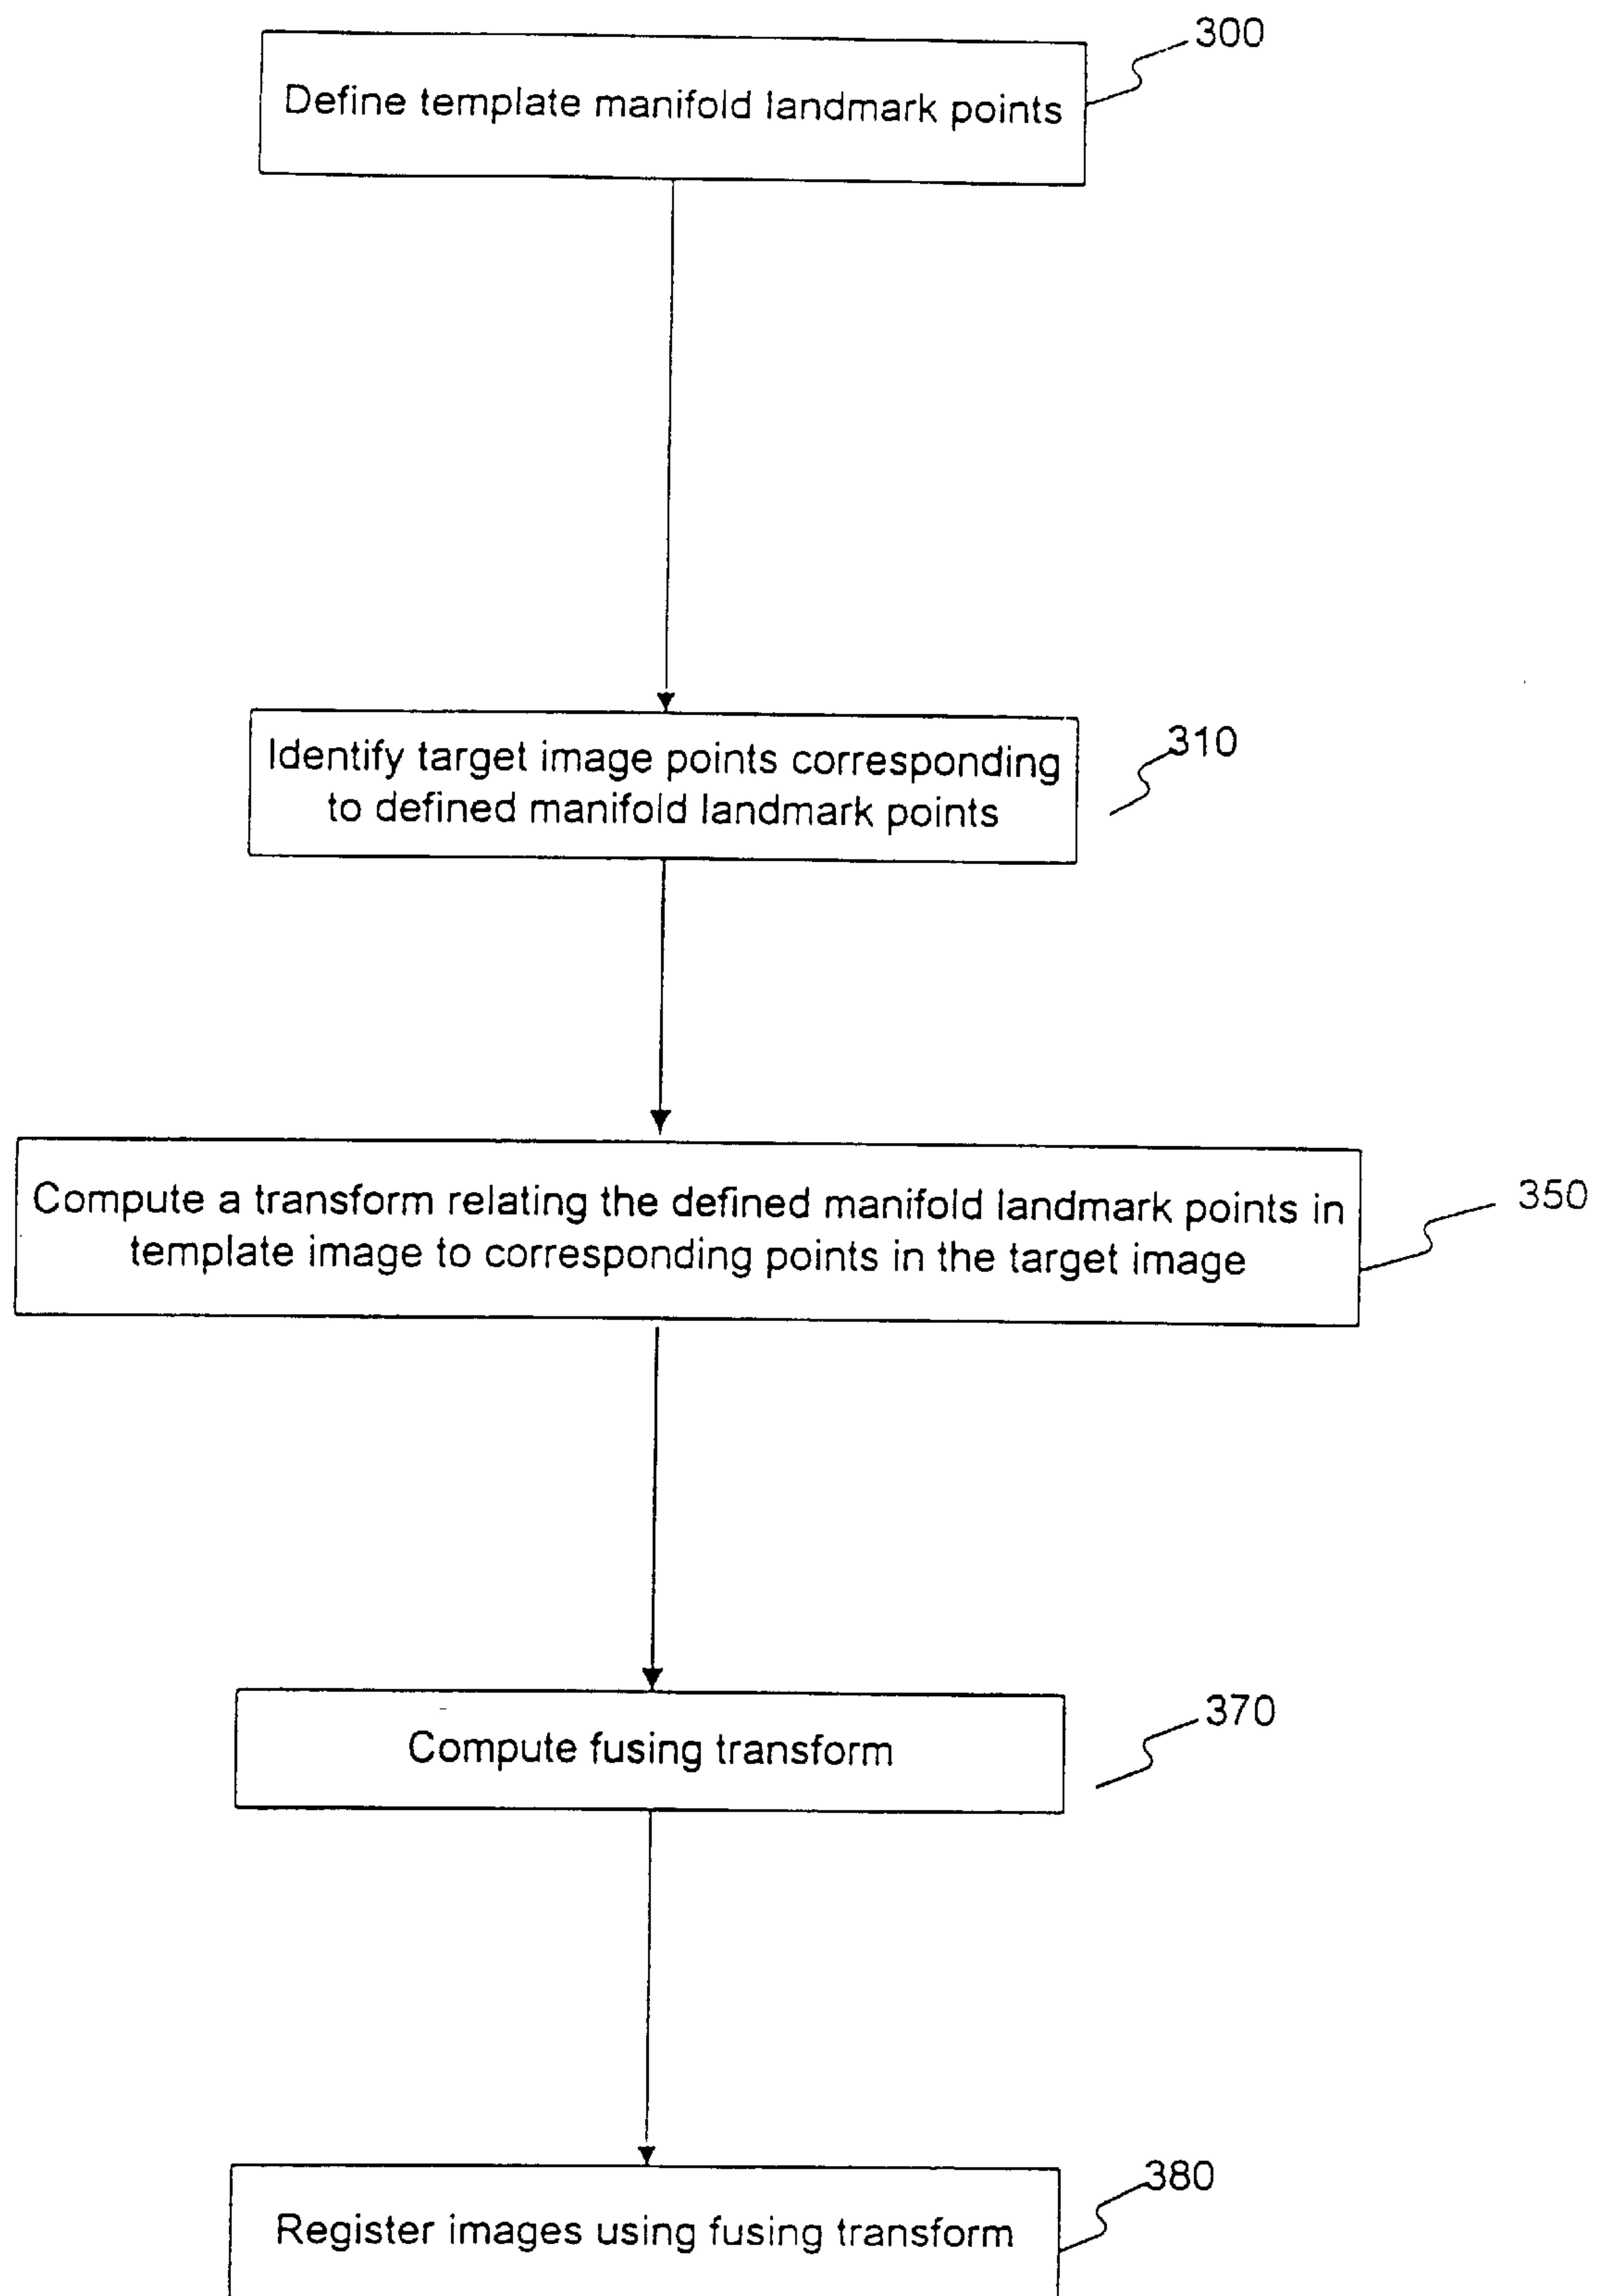 300
Define template manifold landmark points
310
Identify target image points corresponding
to defined manifold landmark points
350
Compute a transform relating the defined manifold landmark points in
template image to corresponding points in the target image
370
Compute fusing transform
380
Register images using fusing transform